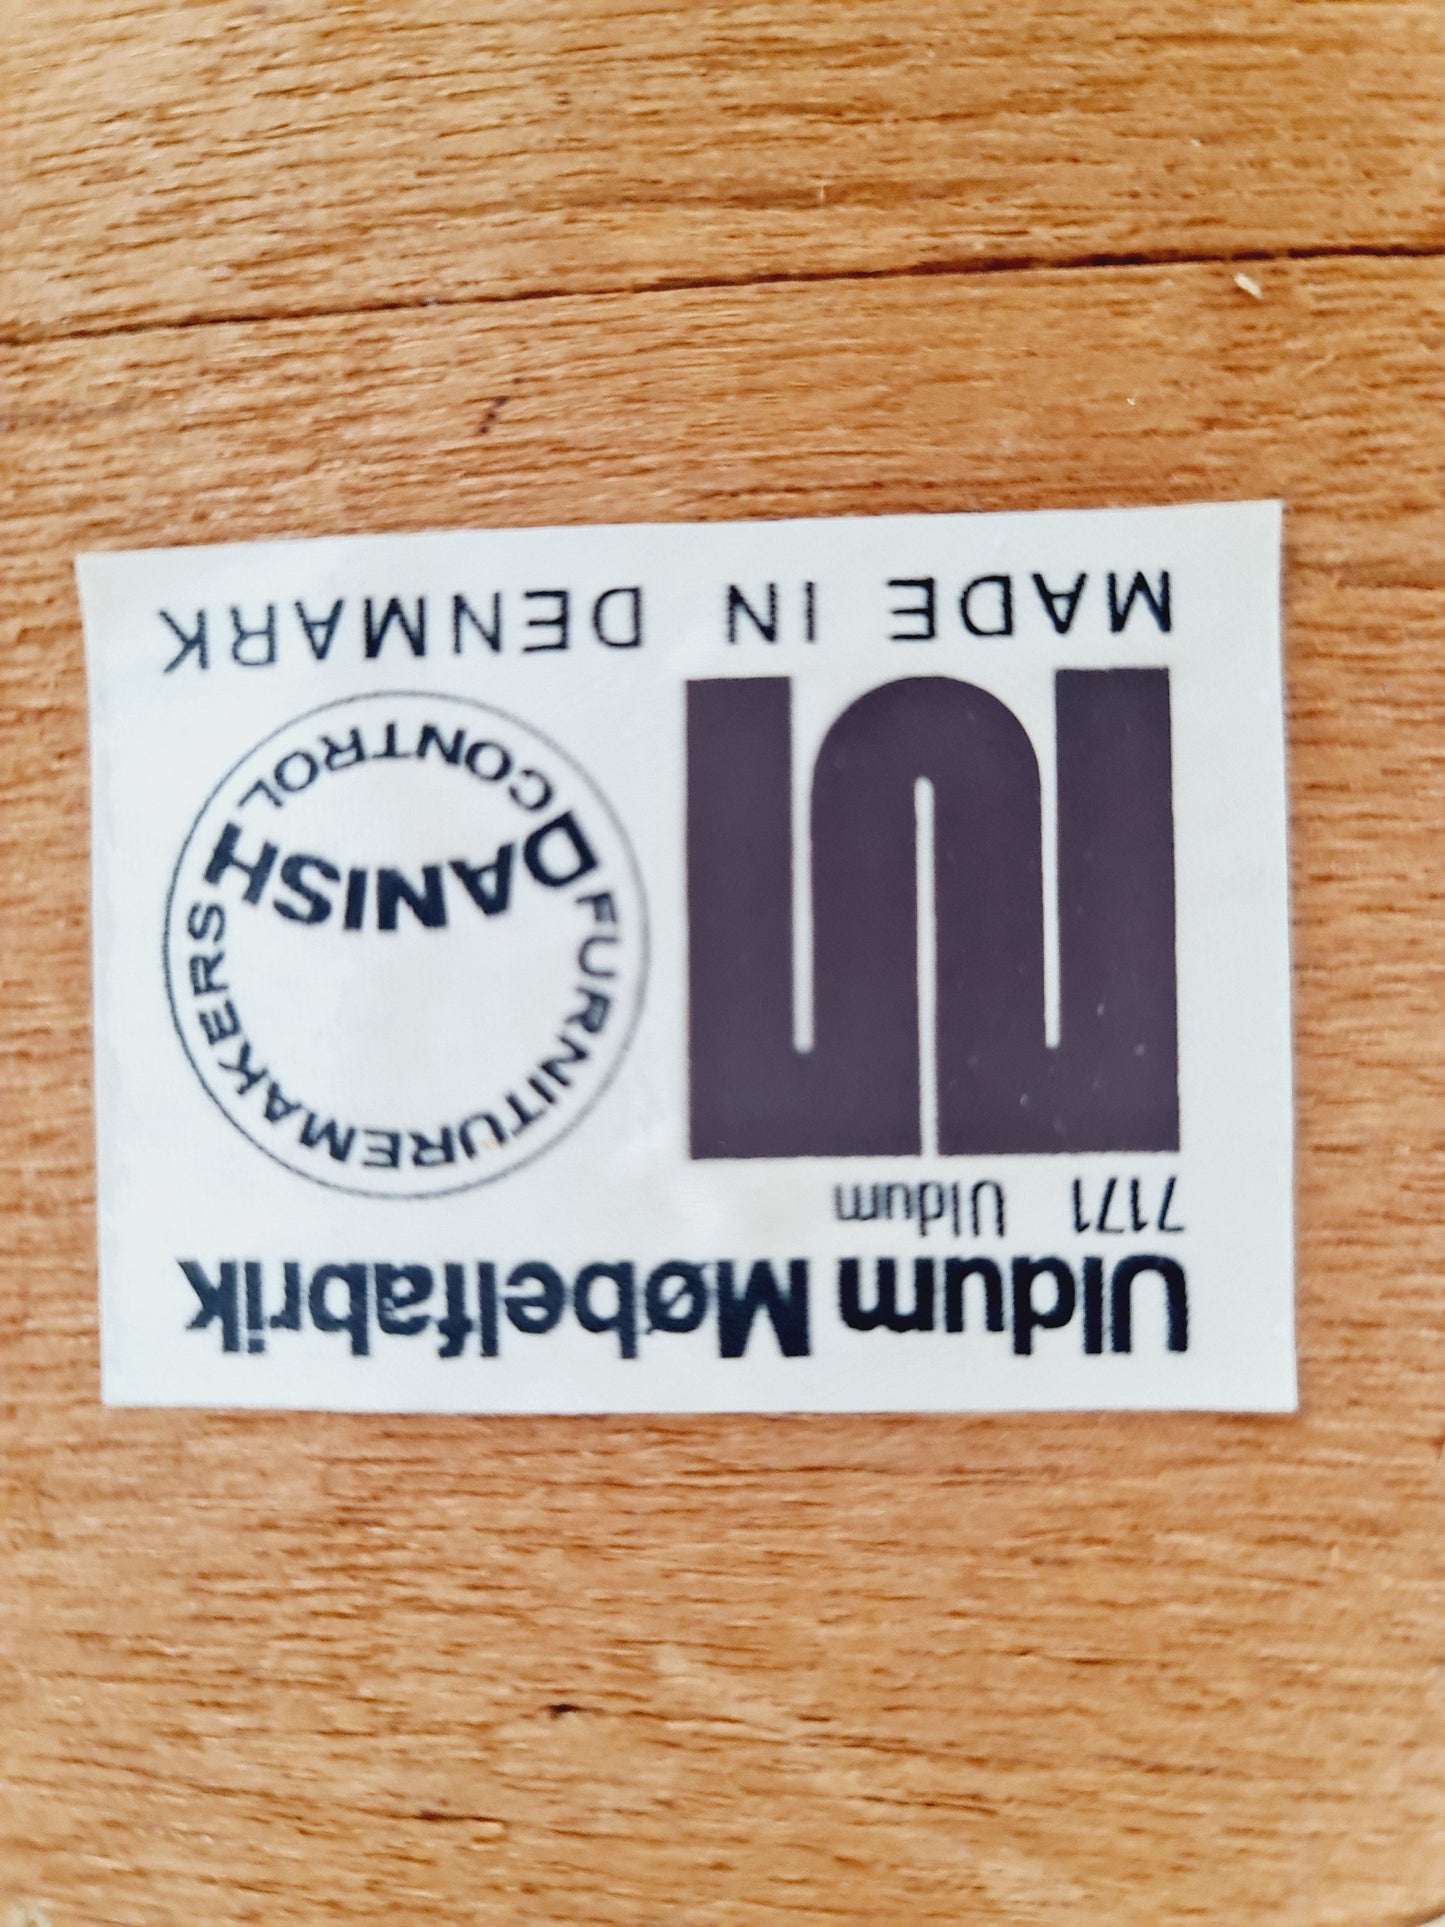 Uldum Møbelfabrik
7171 Uldum
FURNITUREMAKERS
DANISH
CONTROL
MADE IN DENMARK